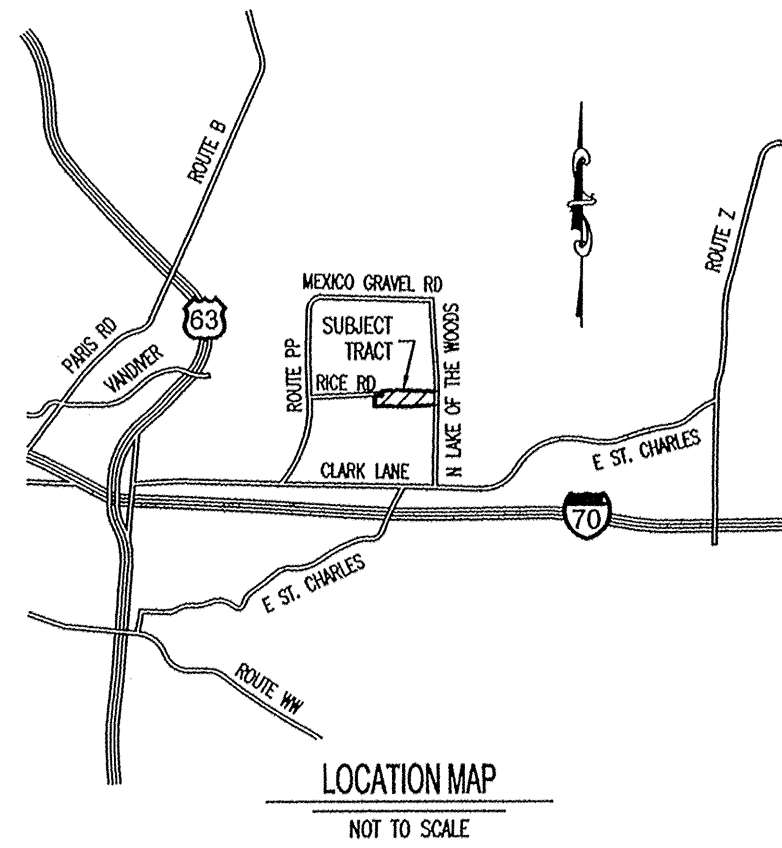 ROUTE B
ROUTE Z
MEXICO GRAVEL RD
63
PARIS RD
VANDIVER
SUBJECT
TRACT
ROUTE PP
RICE RD
N LAKE OF THE WOODS
CLARK LANE
E ST. CHARLES
70
E ST. CHARLES
ROUTE WW
LOCATION MAP
NOT TO SCALE